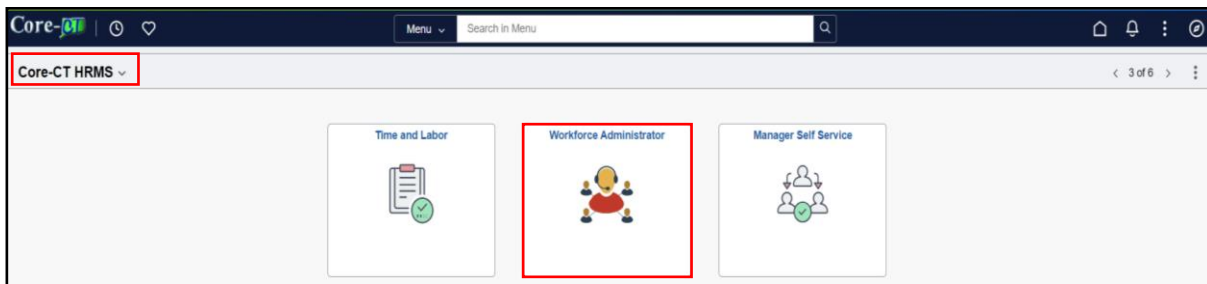 Core-CT
Menu
Search in Menu
Core-CT HRMS
3 of 6
Time and Labor
Workforce Administrator
Manager Self Service